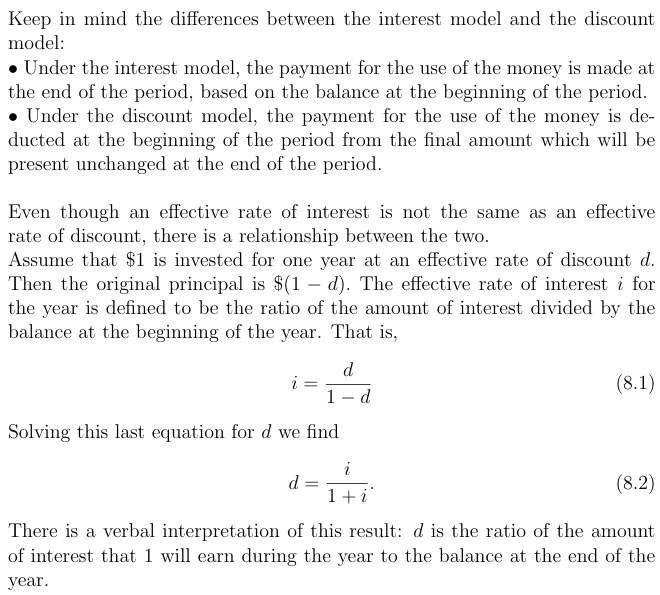 Keep in mind the differences between the interest model and the discount
model:
• Under the interest model, the payment for the use of the money is made at
the end of the period, based on the balance at the beginning of the period.
• Under the discount model, the payment for the use of the money is de-
ducted at the beginning of the period from the final amount which will be
present unchanged at the end of the period.
Even though an effective rate of interest is not the same as an effective
rate of discount, there is a relationship between the two.
Assume that $1 is invested for one year at an effective rate of discount d.
Then the original principal is $(1 − d). The effective rate of interest i for
the year is defined to be the ratio of the amount of interest divided by the
balance at the beginning of the year. That is,
i = d / (1 − d) (8.1)
Solving this last equation for d we find
d = i / (1 + i). (8.2)
There is a verbal interpretation of this result: d is the ratio of the amount
of interest that 1 will earn during the year to the balance at the end of the
year.